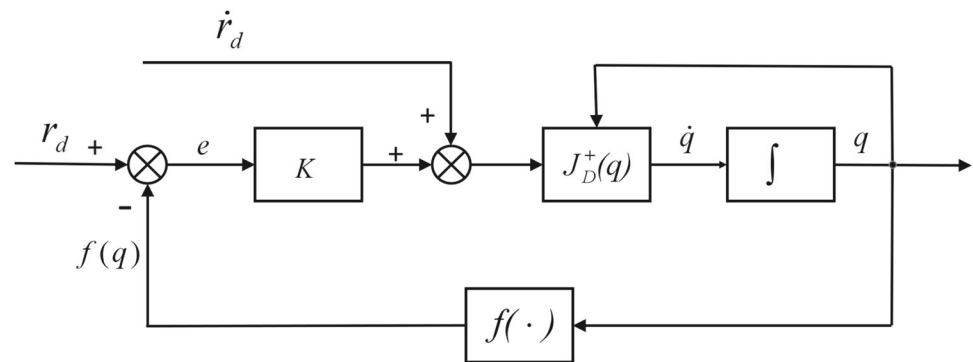 ṙ_d
r_d + e K + + J_D^+(q) q̇ ∫ q
-
f(q)
f(·)